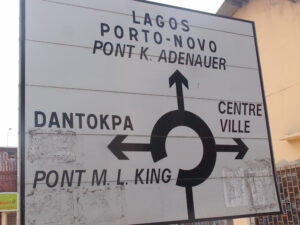 LAGOS
PORTO-NOVO
PONT K. ADENAUER
DANTOKPA
CENTRE
VILLE
PONT M. L. KING